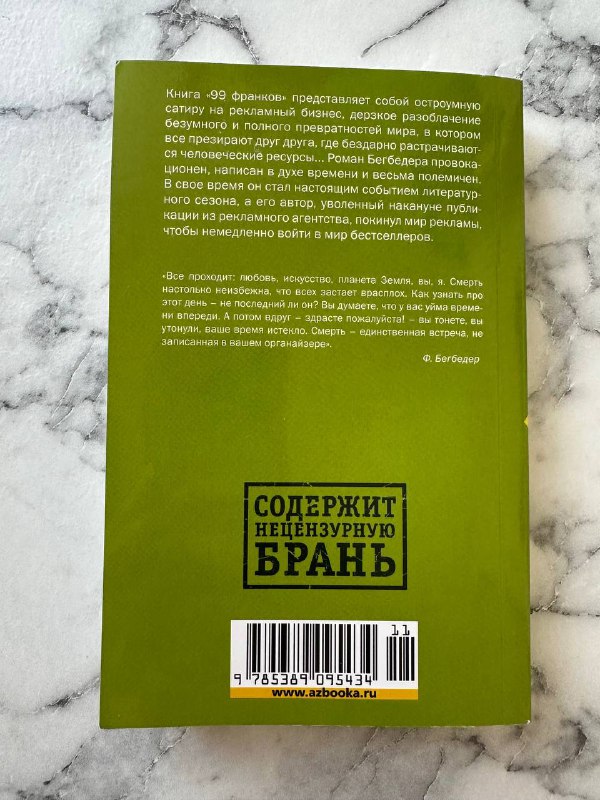 Книга «99 франков» представляет собой остроумную
сатиру на рекламный бизнес, дерзкое разоблачение
безумного и полного превратностей мира, в котором
все презирают друг друга, где бездарно растрачивают-
ся человеческие ресурсы... Роман Бегбедера провока-
ционен, написан в духе времени и весьма полемичен.
В свое время он стал настоящим событием литератур-
ного сезона, а его автор, уволенный накануне публи-
кации из рекламного агентства, покинул мир рекламы,
чтобы немедленно войти в мир бестселлеров.
«Все проходит: любовь, искусство, планета Земля, вы, я. Смерть
настолько неизбежна, что всех застает врасплох. Как узнать про
этот день – не последний ли он? Вы думаете, что у вас уйма време-
ни впереди. А потом вдруг – здрасте пожалуйста! – вы тонете, вы
утонули, ваше время истекло. Смерть – единственная встреча, не
записанная в вашем органайзере».
Ф. Бегбедер
СОДЕРЖИТ
НЕЦЕНЗУРНУЮ
БРАНЬ
11
9 785389 095434
www.azbooka.ru